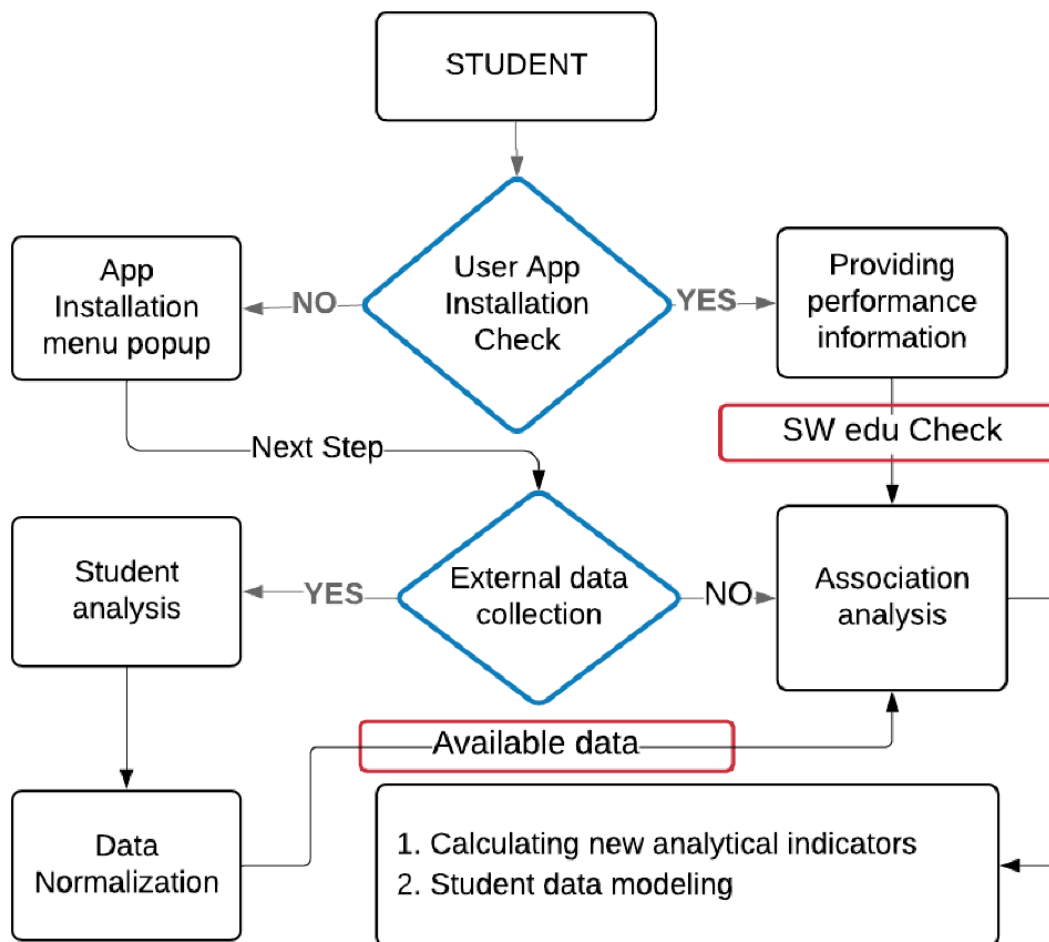 STUDENT
User App
Installation
Check
NO
YES
App
Installation
menu popup
Providing
performance
information
SW edu Check
Next Step
External data
collection
YES
NO
Student
analysis
Association
analysis
Available data
Data
Normalization
1. Calculating new analytical indicators
2. Student data modeling